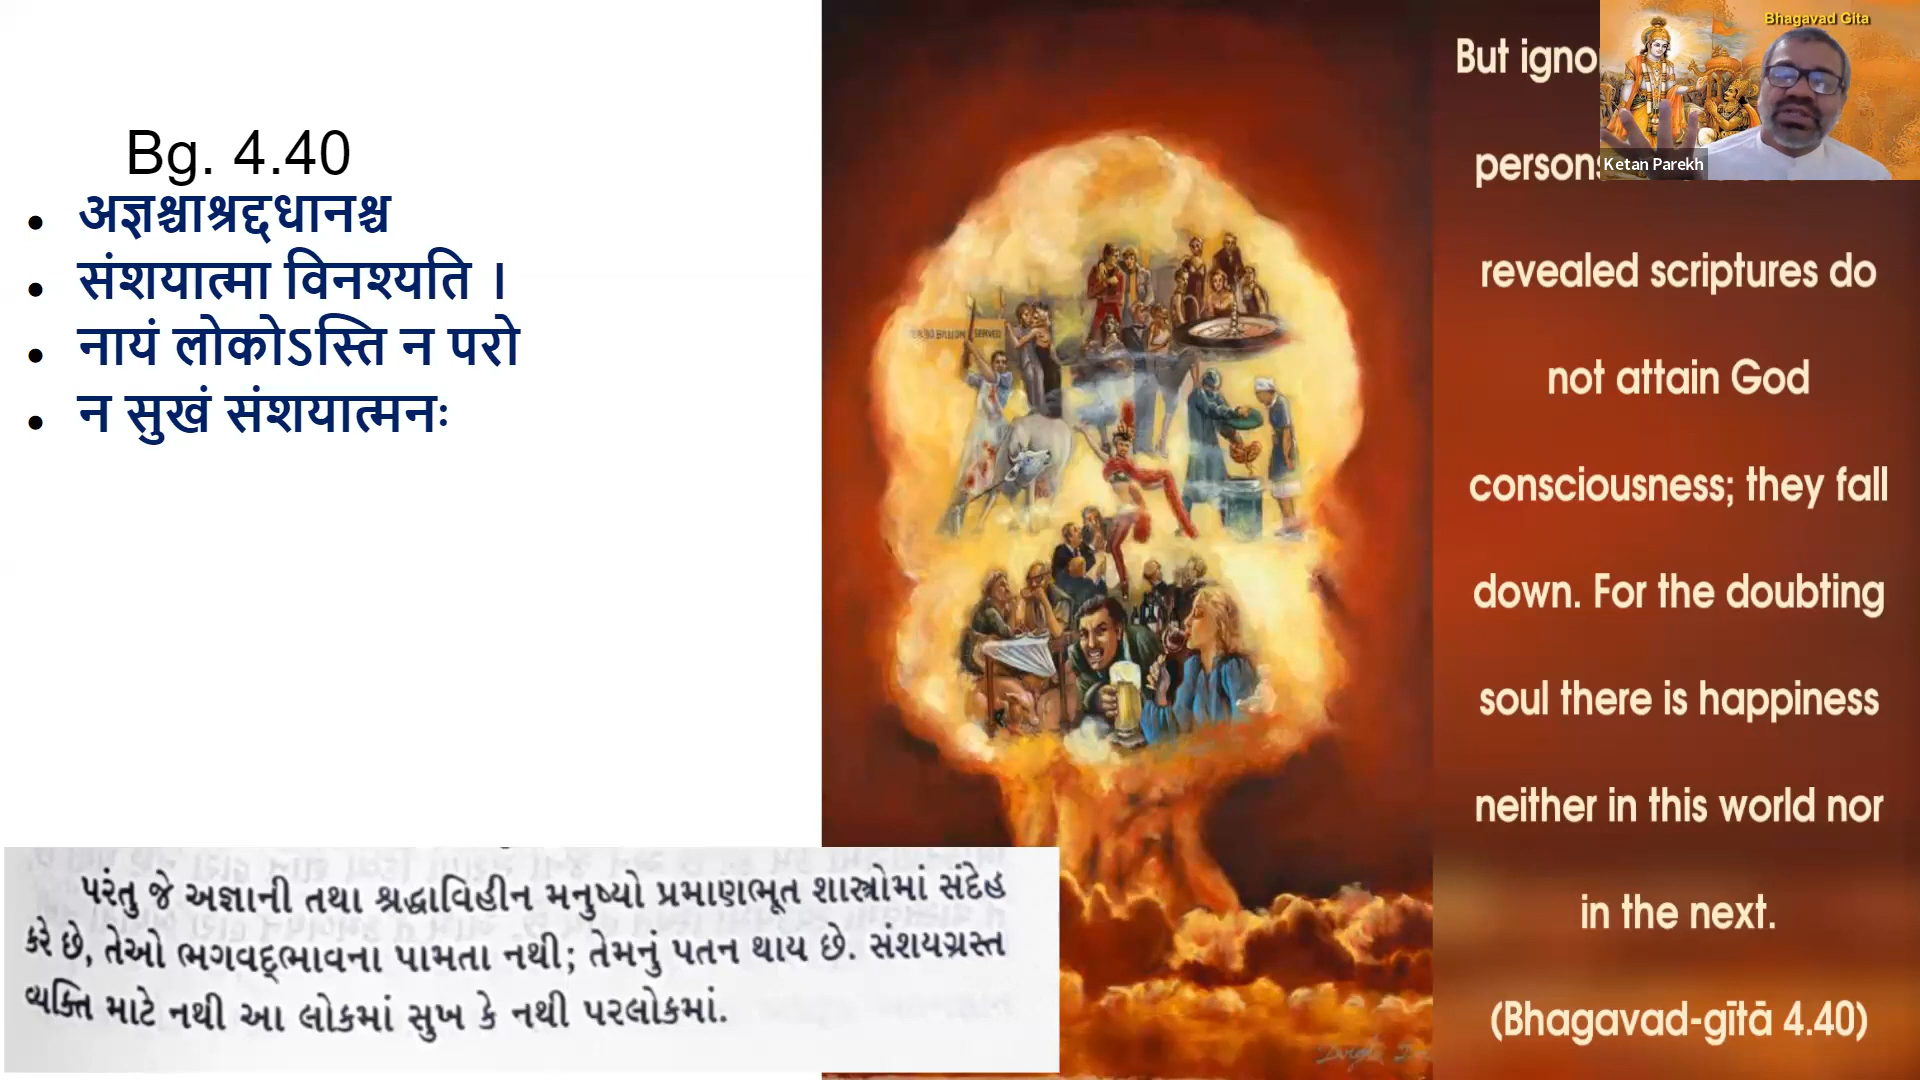 Bg. 4.40
अज्ञश्चाश्रद्दधानश्च
संशयात्मा विनश्यति ।
नायं लोकोऽस्ति न परो
न सुखं संशयात्मनः
પરંતુ જે અજ્ઞાની તથા શ્રદ્ધાવિહીન મનુષ્યો પ્રમાણભૂત શાસ્ત્રોમાં સંદેહ
કરે છે, તેઓ ભગવદ્ભાવના પામતા નથી; તેમનું પતન થાય છે. સંશયગ્રસ્ત
વ્યક્તિ માટે નથી આ લોકમાં સુખ કે નથી પરલોકમાં.
BILLION SERVED
But
revealed scriptures do
not attain God
consciousness; they fall
down. For the doubting
soul there is happiness
neither in this world nor
in the next.
(Bhagavad-gītā 4.40)
Bhagavad Gita
Ketan Parekh